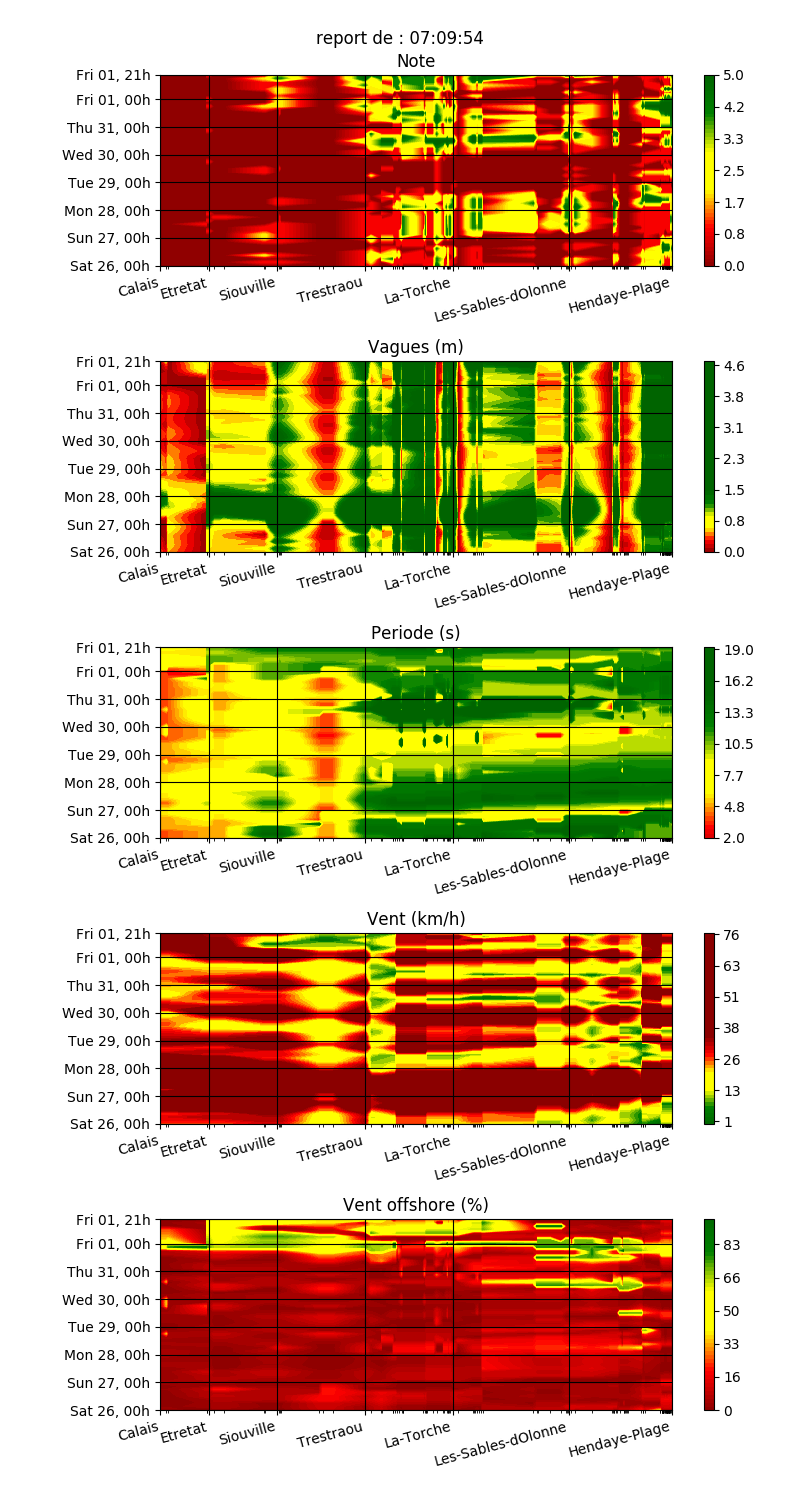 report de : 07:09:54
Note
Fri 01, 21h
Fri 01, 00h
Thu 31, 00h
Wed 30, 00h
Tue 29, 00h
Mon 28, 00h
Sun 27, 00h
Sat 26, 00h
Calais Etretat Siouville Trestraou La-Torche Les-Sables-dOlonne Hendaye-Plage
5.0
4.2
3.3
2.5
1.7
0.8
0.0
Vagues (m)
Fri 01, 21h
Fri 01, 00h
Thu 31, 00h
Wed 30, 00h
Tue 29, 00h
Mon 28, 00h
Sun 27, 00h
Sat 26, 00h
Calais Etretat Siouville Trestraou La-Torche Les-Sables-dOlonne Hendaye-Plage
4.6
3.8
3.1
2.3
1.5
0.8
0.0
Periode (s)
Fri 01, 21h
Fri 01, 00h
Thu 31, 00h
Wed 30, 00h
Tue 29, 00h
Mon 28, 00h
Sun 27, 00h
Sat 26, 00h
Calais Etretat Siouville Trestraou La-Torche Les-Sables-dOlonne Hendaye-Plage
19.0
16.2
13.3
10.5
7.7
4.8
2.0
Vent (km/h)
Fri 01, 21h
Fri 01, 00h
Thu 31, 00h
Wed 30, 00h
Tue 29, 00h
Mon 28, 00h
Sun 27, 00h
Sat 26, 00h
Calais Etretat Siouville Trestraou La-Torche Les-Sables-dOlonne Hendaye-Plage
76
63
51
38
26
13
1
Vent offshore (%)
Fri 01, 21h
Fri 01, 00h
Thu 31, 00h
Wed 30, 00h
Tue 29, 00h
Mon 28, 00h
Sun 27, 00h
Sat 26, 00h
Calais Etretat Siouville Trestraou La-Torche Les-Sables-dOlonne Hendaye-Plage
83
66
50
33
16
0